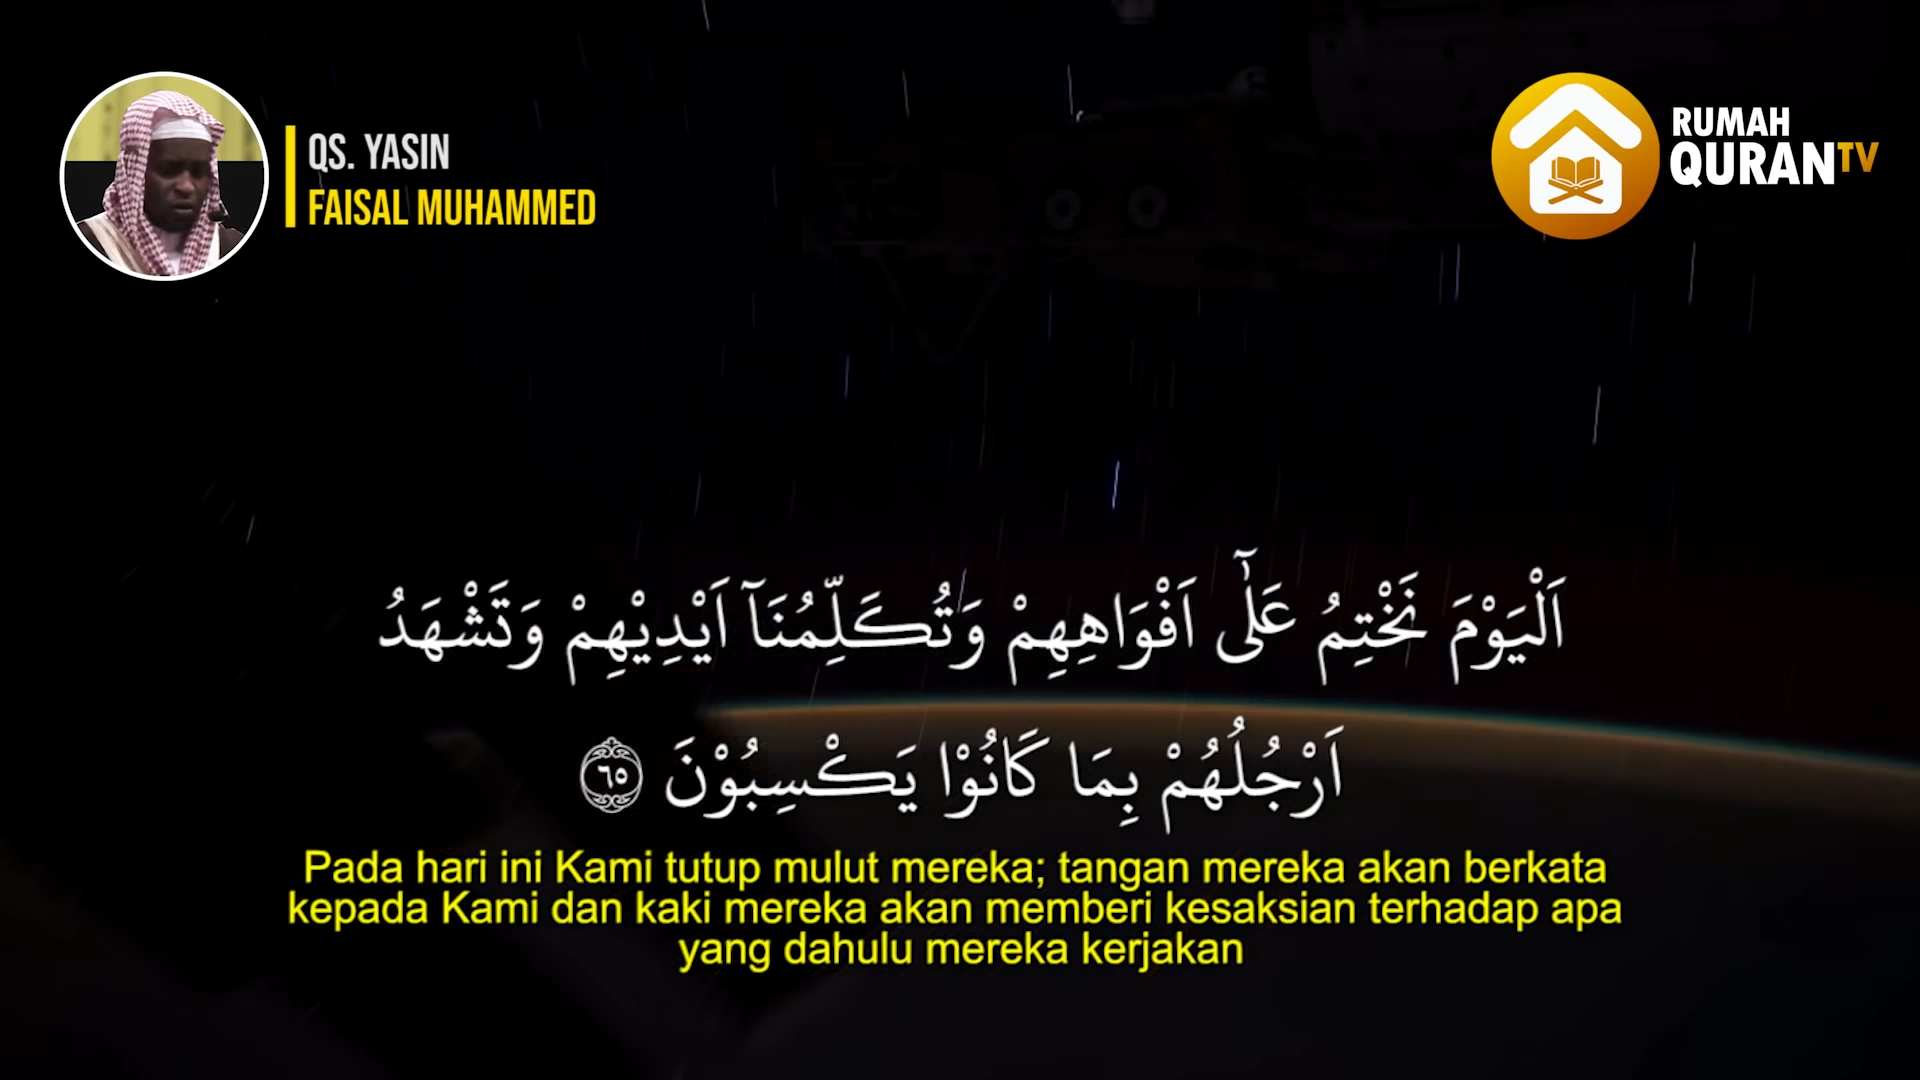 QS. YASIN
FAISAL MUHAMMED
RUMAH
QURANTV
اَلْيَوْمَ نَخْتِمُ عَلٰٓى اَفْوَاهِهِمْ وَتُكَلِّمُنَآ اَيْدِيْهِمْ وَتَشْهَدُ
اَرْجُلُهُمْ بِمَا كَانُوْا يَكْسِبُوْنَ ٦٥
Pada hari ini Kami tutup mulut mereka; tangan mereka akan berkata
kepada Kami dan kaki mereka akan memberi kesaksian terhadap apa
yang dahulu mereka kerjakan